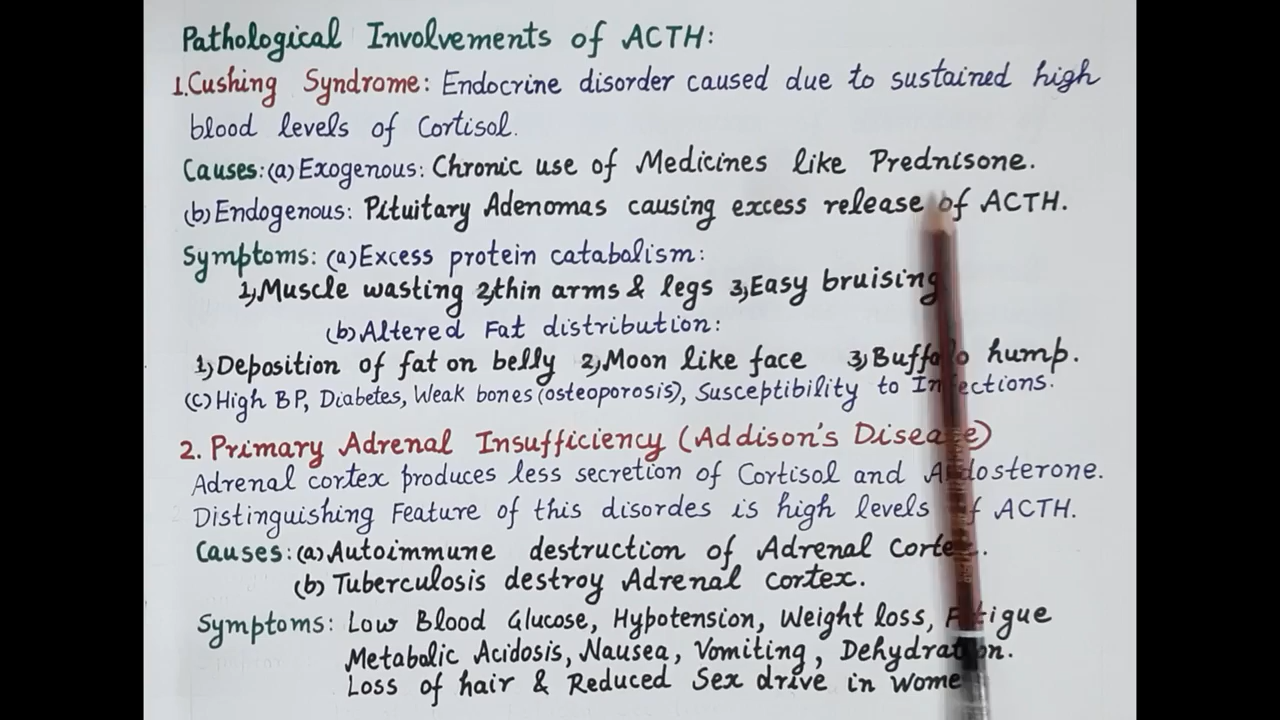 Pathological Involvements of ACTH:
1.Cushing Syndrome: Endocrine disorder caused due to sustained high
blood levels of Cortisol.
Causes:(a) Exogenous: Chronic use of Medicines like Prednisone.
(b) Endogenous: Pituitary Adenomas causing excess release of ACTH.
Symptoms: (a) Excess protein catabolism:
1,Muscle wasting 2,thin arms & legs 3,Easy bruising
(b) Altered Fat distribution:
1,Deposition of fat on belly 2,Moon like face 3,Buffalo hump.
(c) High BP, Diabetes, Weak bones (osteoporosis), Susceptibility to Infections.
2. Primary Adrenal Insufficiency (Addison's Disease)
Adrenal cortex produces less secretion of Cortisol and Aldosterone.
Distinguishing Feature of this disordes is high levels of ACTH.
Causes: (a) Autoimmune destruction of Adrenal Cortex.
(b) Tuberculosis destroy Adrenal cortex.
Symptoms: Low Blood Glucose, Hypotension, Weight loss, Fatigue
Metabolic Acidosis, Nausea, Vomiting, Dehydration.
Loss of hair & Reduced Sex drive in